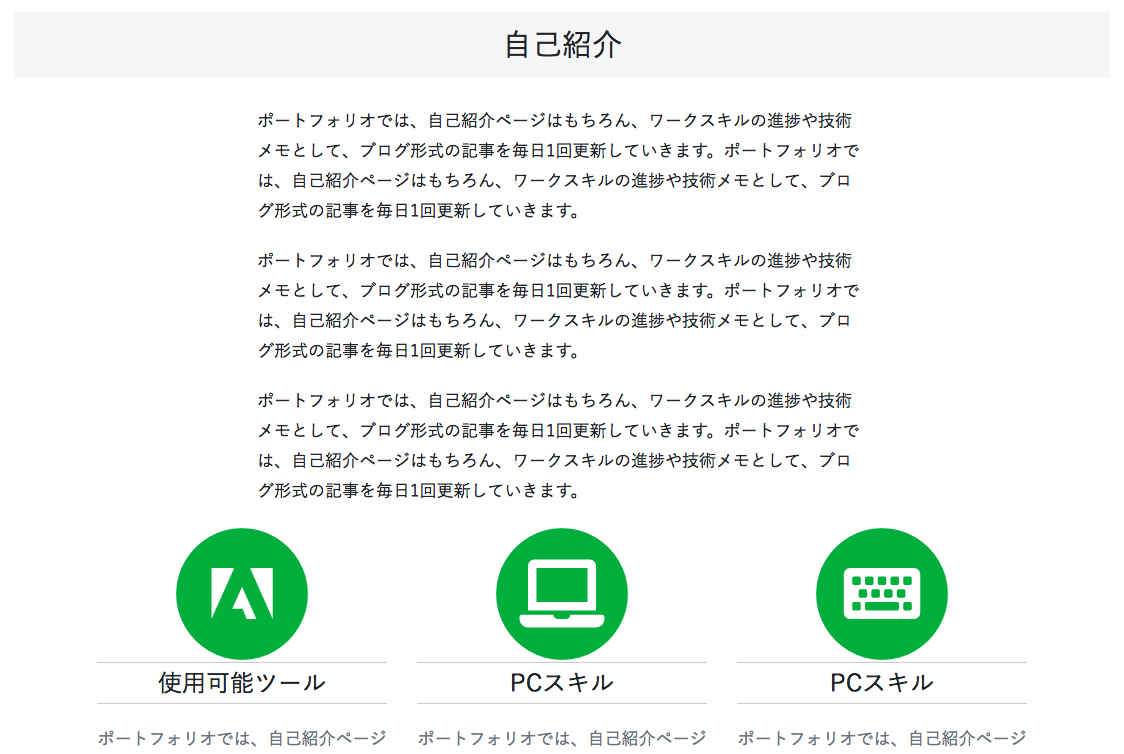 自己紹介
ポートフォリオでは、自己紹介ページはもちろん、ワークスキルの進捗や技術
メモとして、ブログ形式の記事を毎日1回更新していきます。ポートフォリオで
は、自己紹介ページはもちろん、ワークスキルの進捗や技術メモとして、ブロ
グ形式の記事を毎日1回更新していきます。
ポートフォリオでは、自己紹介ページはもちろん、ワークスキルの進捗や技術
メモとして、ブログ形式の記事を毎日1回更新していきます。ポートフォリオで
は、自己紹介ページはもちろん、ワークスキルの進捗や技術メモとして、ブロ
グ形式の記事を毎日1回更新していきます。
ポートフォリオでは、自己紹介ページはもちろん、ワークスキルの進捗や技術
メモとして、ブログ形式の記事を毎日1回更新していきます。ポートフォリオで
は、自己紹介ページはもちろん、ワークスキルの進捗や技術メモとして、ブロ
グ形式の記事を毎日1回更新していきます。
使用可能ツール
ポートフォリオでは、自己紹介ページ
PCスキル
ポートフォリオでは、自己紹介ページ
PCスキル
ポートフォリオでは、自己紹介ページ